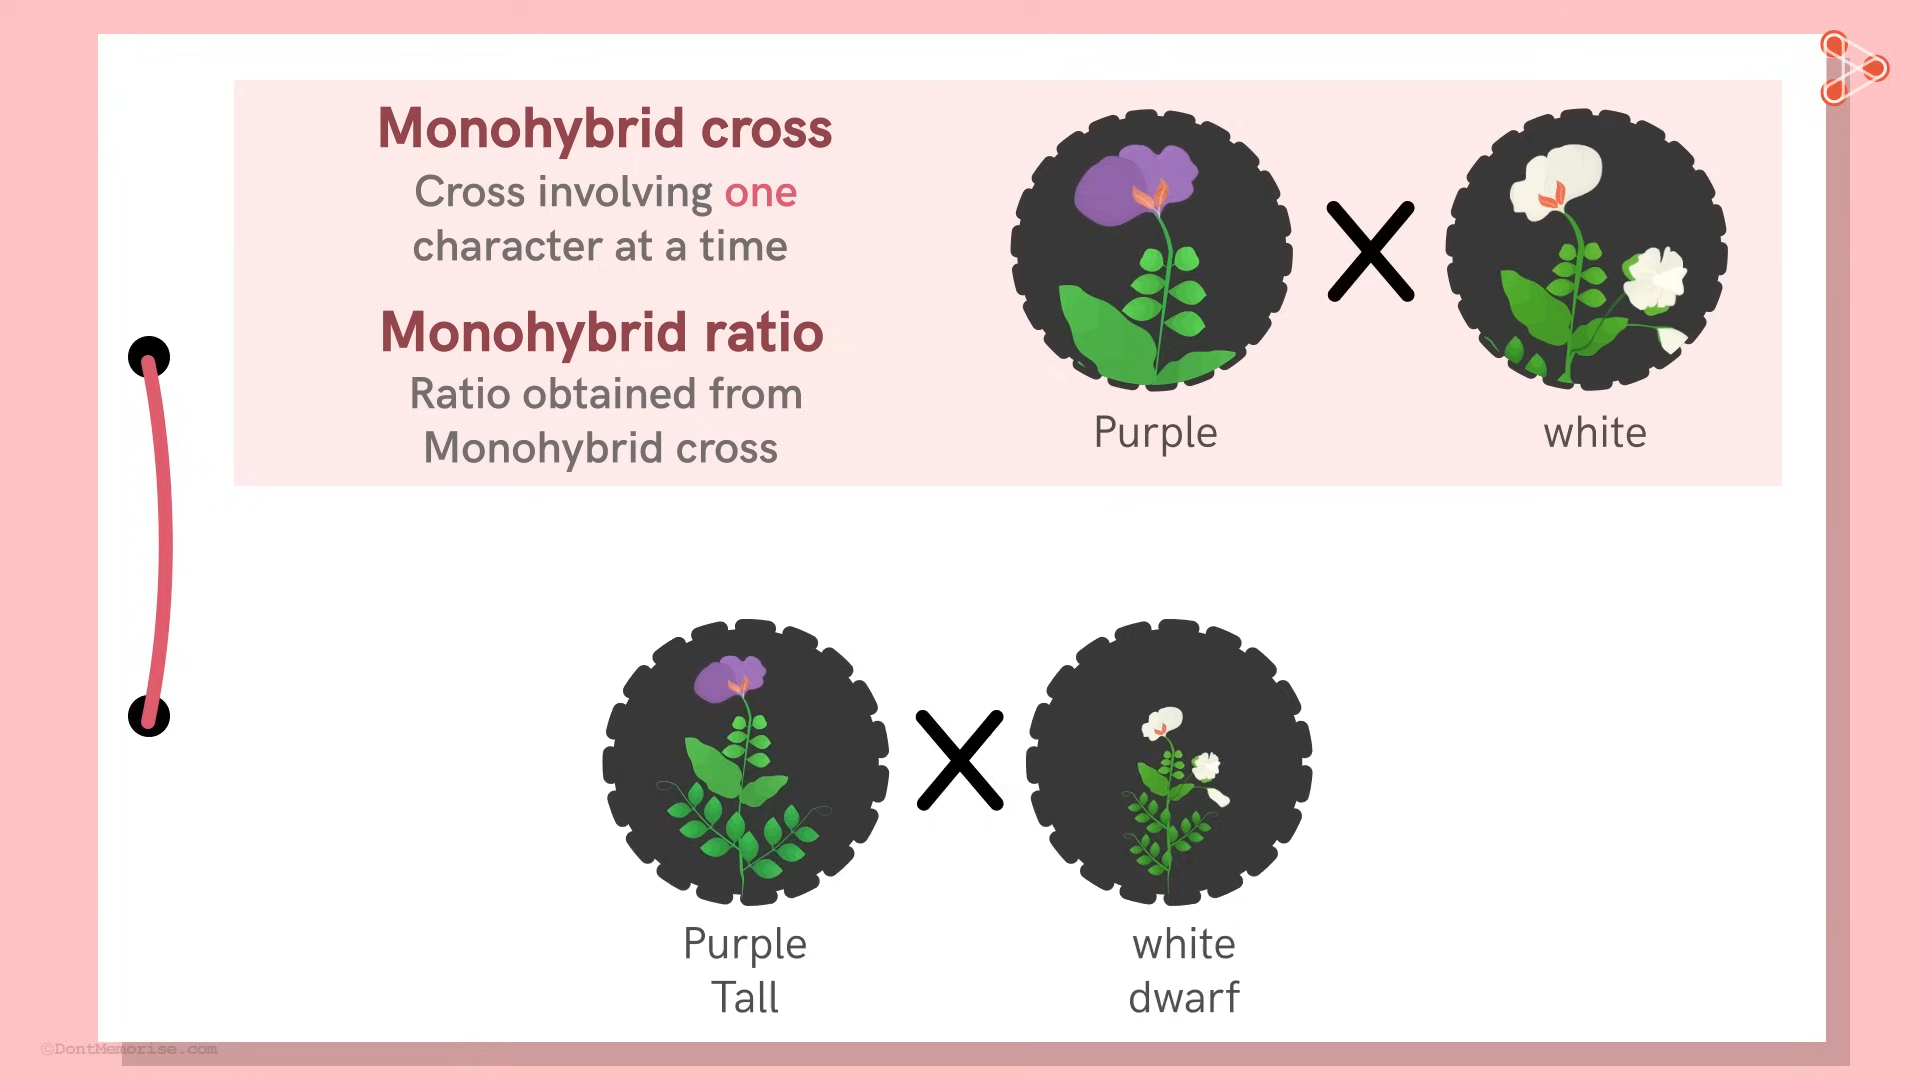 Monohybrid cross
Cross involving one
character at a time
Monohybrid ratio
Ratio obtained from
Monohybrid cross
Purple
white
Purple
Tall
white
dwarf
©DontMemorise.com